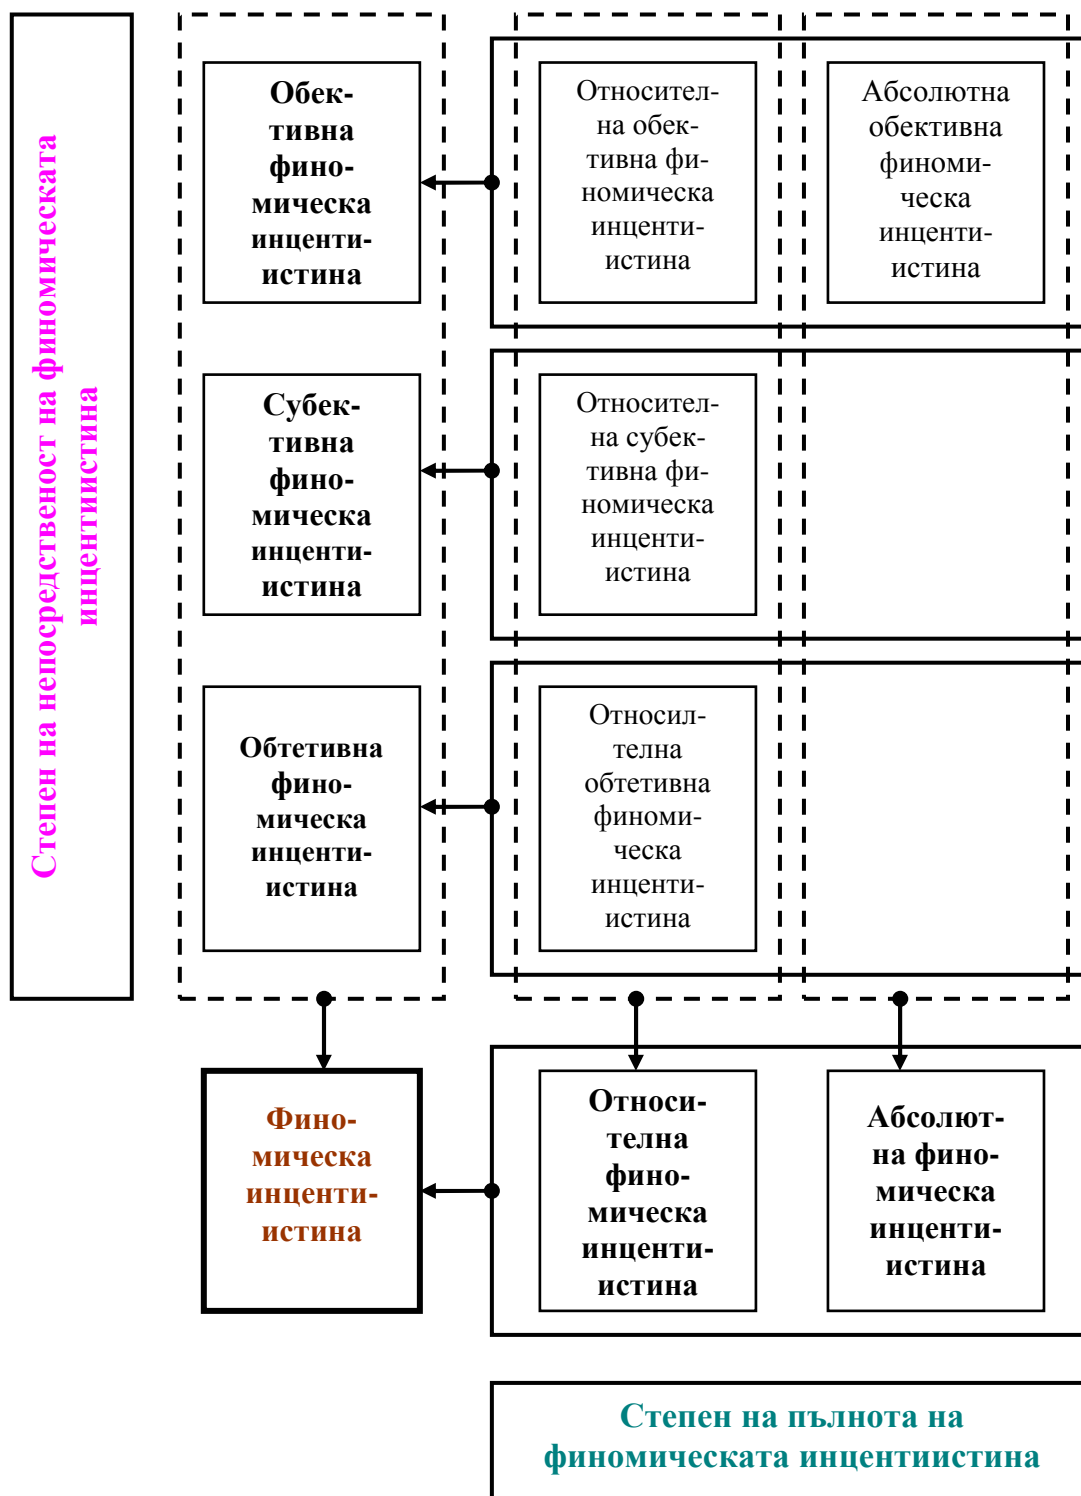 Степен на непосредственост на финомическата
инцентиистина
Обек-
тивна
фино-
мическа
инценти-
истина
Относител-
на обек-
тивна фи-
номическа
инценти-
истина
Абсолютна
обективна
финоми-
ческа
инценти-
истина
Субек-
тивна
фино-
мическа
инценти-
истина
Относител-
на субек-
тивна фи-
номическа
инценти-
истина
Обтетивна
фино-
мическа
инценти-
истина
Относил-
телна
обтетивна
финоми-
ческа
инценти-
истина
Фино-
мическа
инценти-
истина
Относи-
телна
фино-
мическа
инценти-
истина
Абсолют-
на фино-
мическа
инценти-
истина
Степен на пълнота на
финомическата инцентиистина